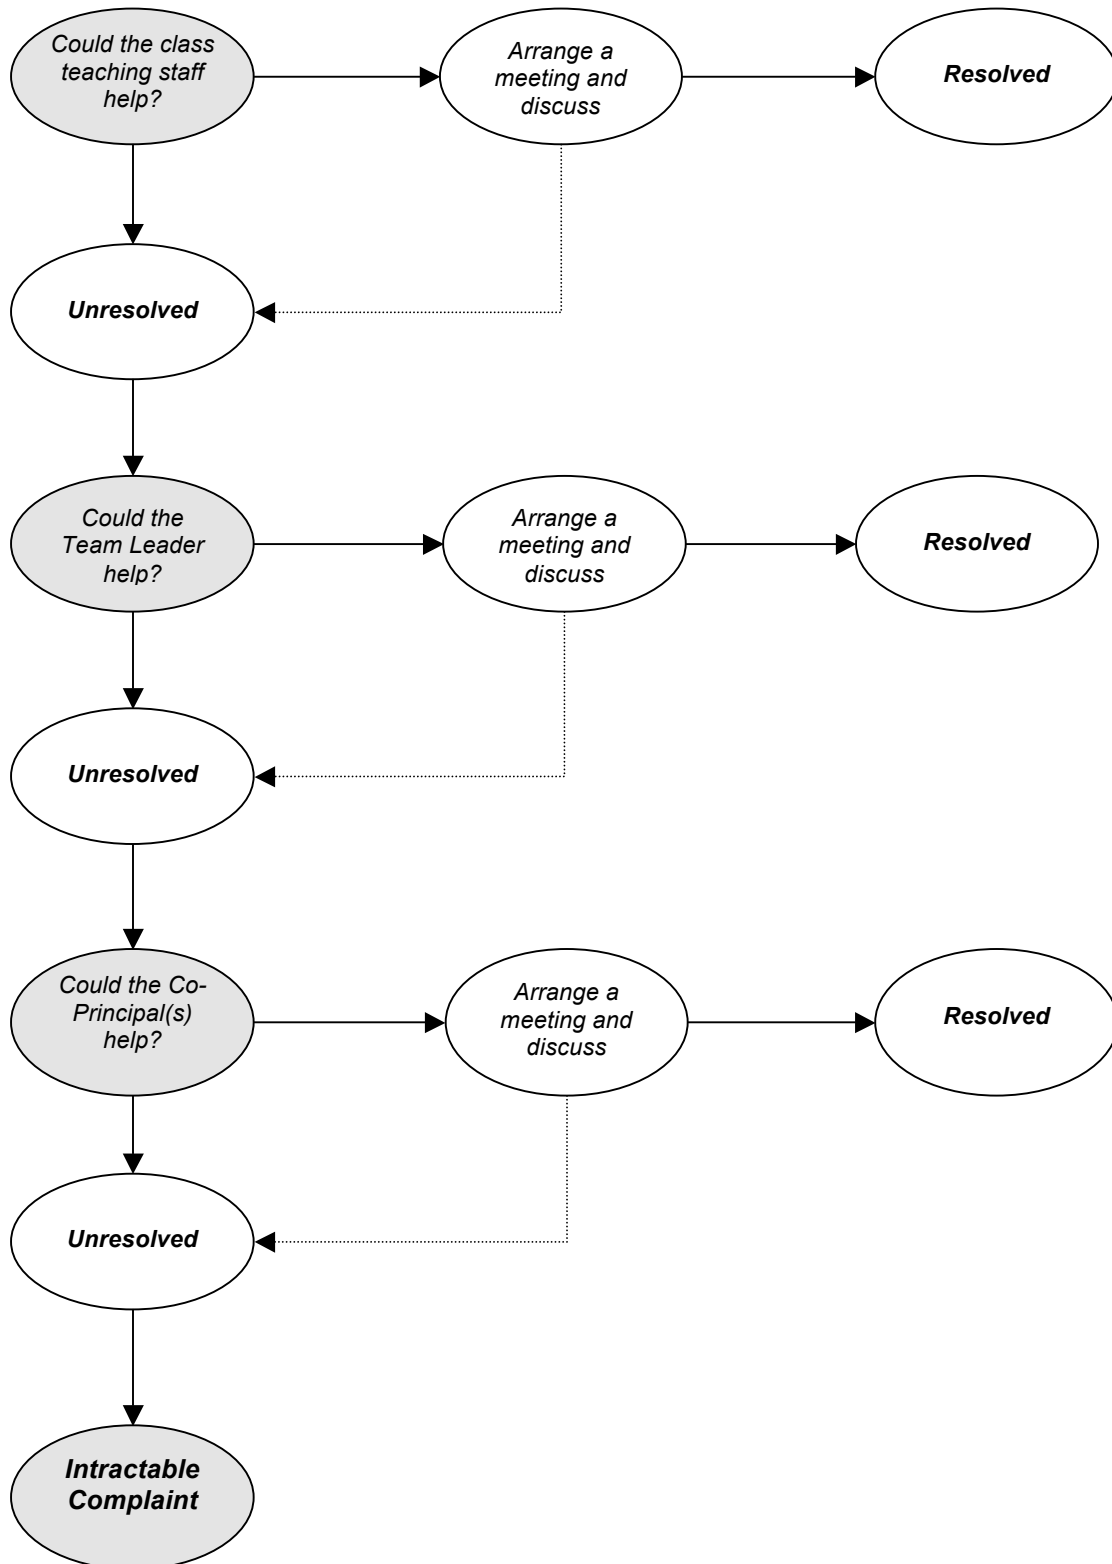 Could the class
teaching staff
help?
Arrange a
meeting and
discuss
Resolved
Unresolved
Could the
Team Leader
help?
Arrange a
meeting and
discuss
Resolved
Unresolved
Could the Co-
Principal(s)
help?
Arrange a
meeting and
discuss
Resolved
Unresolved
Intractable
Complaint